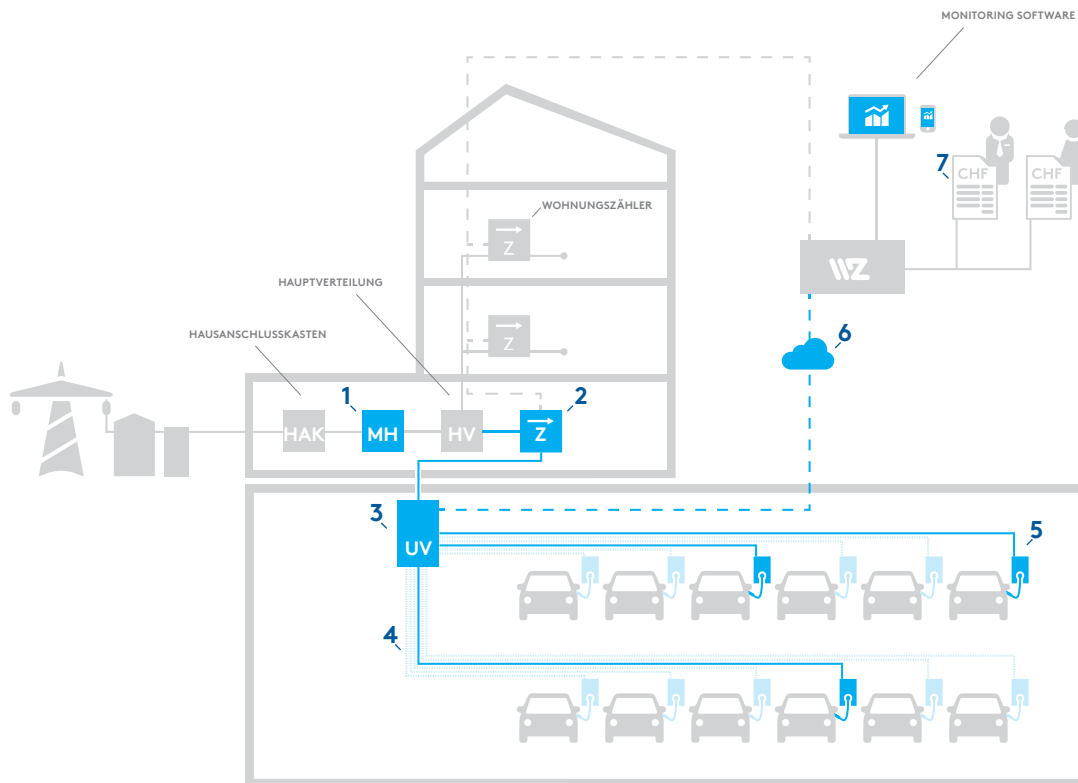 MONITORING SOFTWARE
7
CHF
CHF
WOHNUNGSZÄHLER
Z
WZ
HAUPTVERTEILUNG
HAUSANSCHLUSSKASTEN
Z
6
1
2
HAK
MH
HV
Z
3
UV
5
4